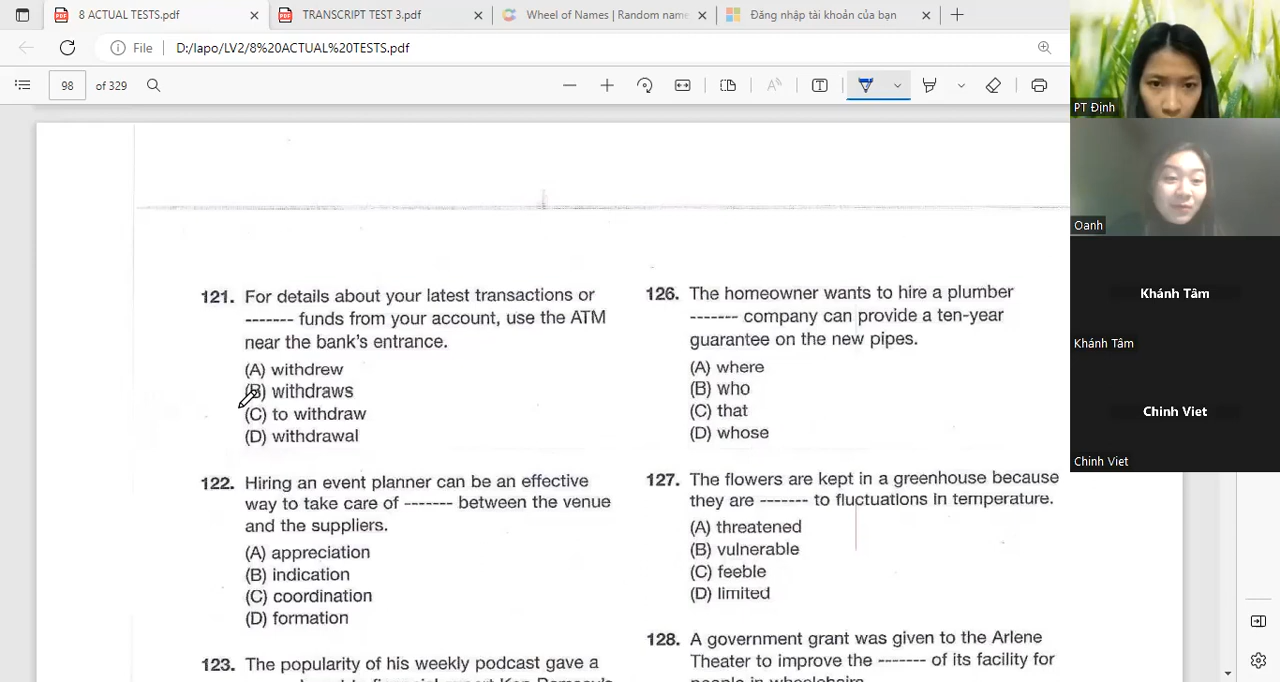 8 ACTUAL TESTS.pdf
TRANSCRIPT TEST 3.pdf
Wheel of Names | Random name
Đăng nhập tài khoản của bạn
File
D:/lapo/LV2/8%20ACTUAL%20TESTS.pdf
98 of 329
PT Định
Oanh
Khánh Tâm
Khánh Tâm
Chinh Viet
Chinh Viet
121. For details about your latest transactions or
------- funds from your account, use the ATM
near the bank's entrance.
(A) withdrew
(B) withdraws
(C) to withdraw
(D) withdrawal
122. Hiring an event planner can be an effective
way to take care of ------- between the venue
and the suppliers.
(A) appreciation
(B) indication
(C) coordination
(D) formation
123. The popularity of his weekly podcast gave a
126. The homeowner wants to hire a plumber
------- company can provide a ten-year
guarantee on the new pipes.
(A) where
(B) who
(C) that
(D) whose
127. The flowers are kept in a greenhouse because
they are ------- to fluctuations in temperature.
(A) threatened
(B) vulnerable
(C) feeble
(D) limited
128. A government grant was given to the Arlene
Theater to improve the ------- of its facility for
people in wheelchairs.